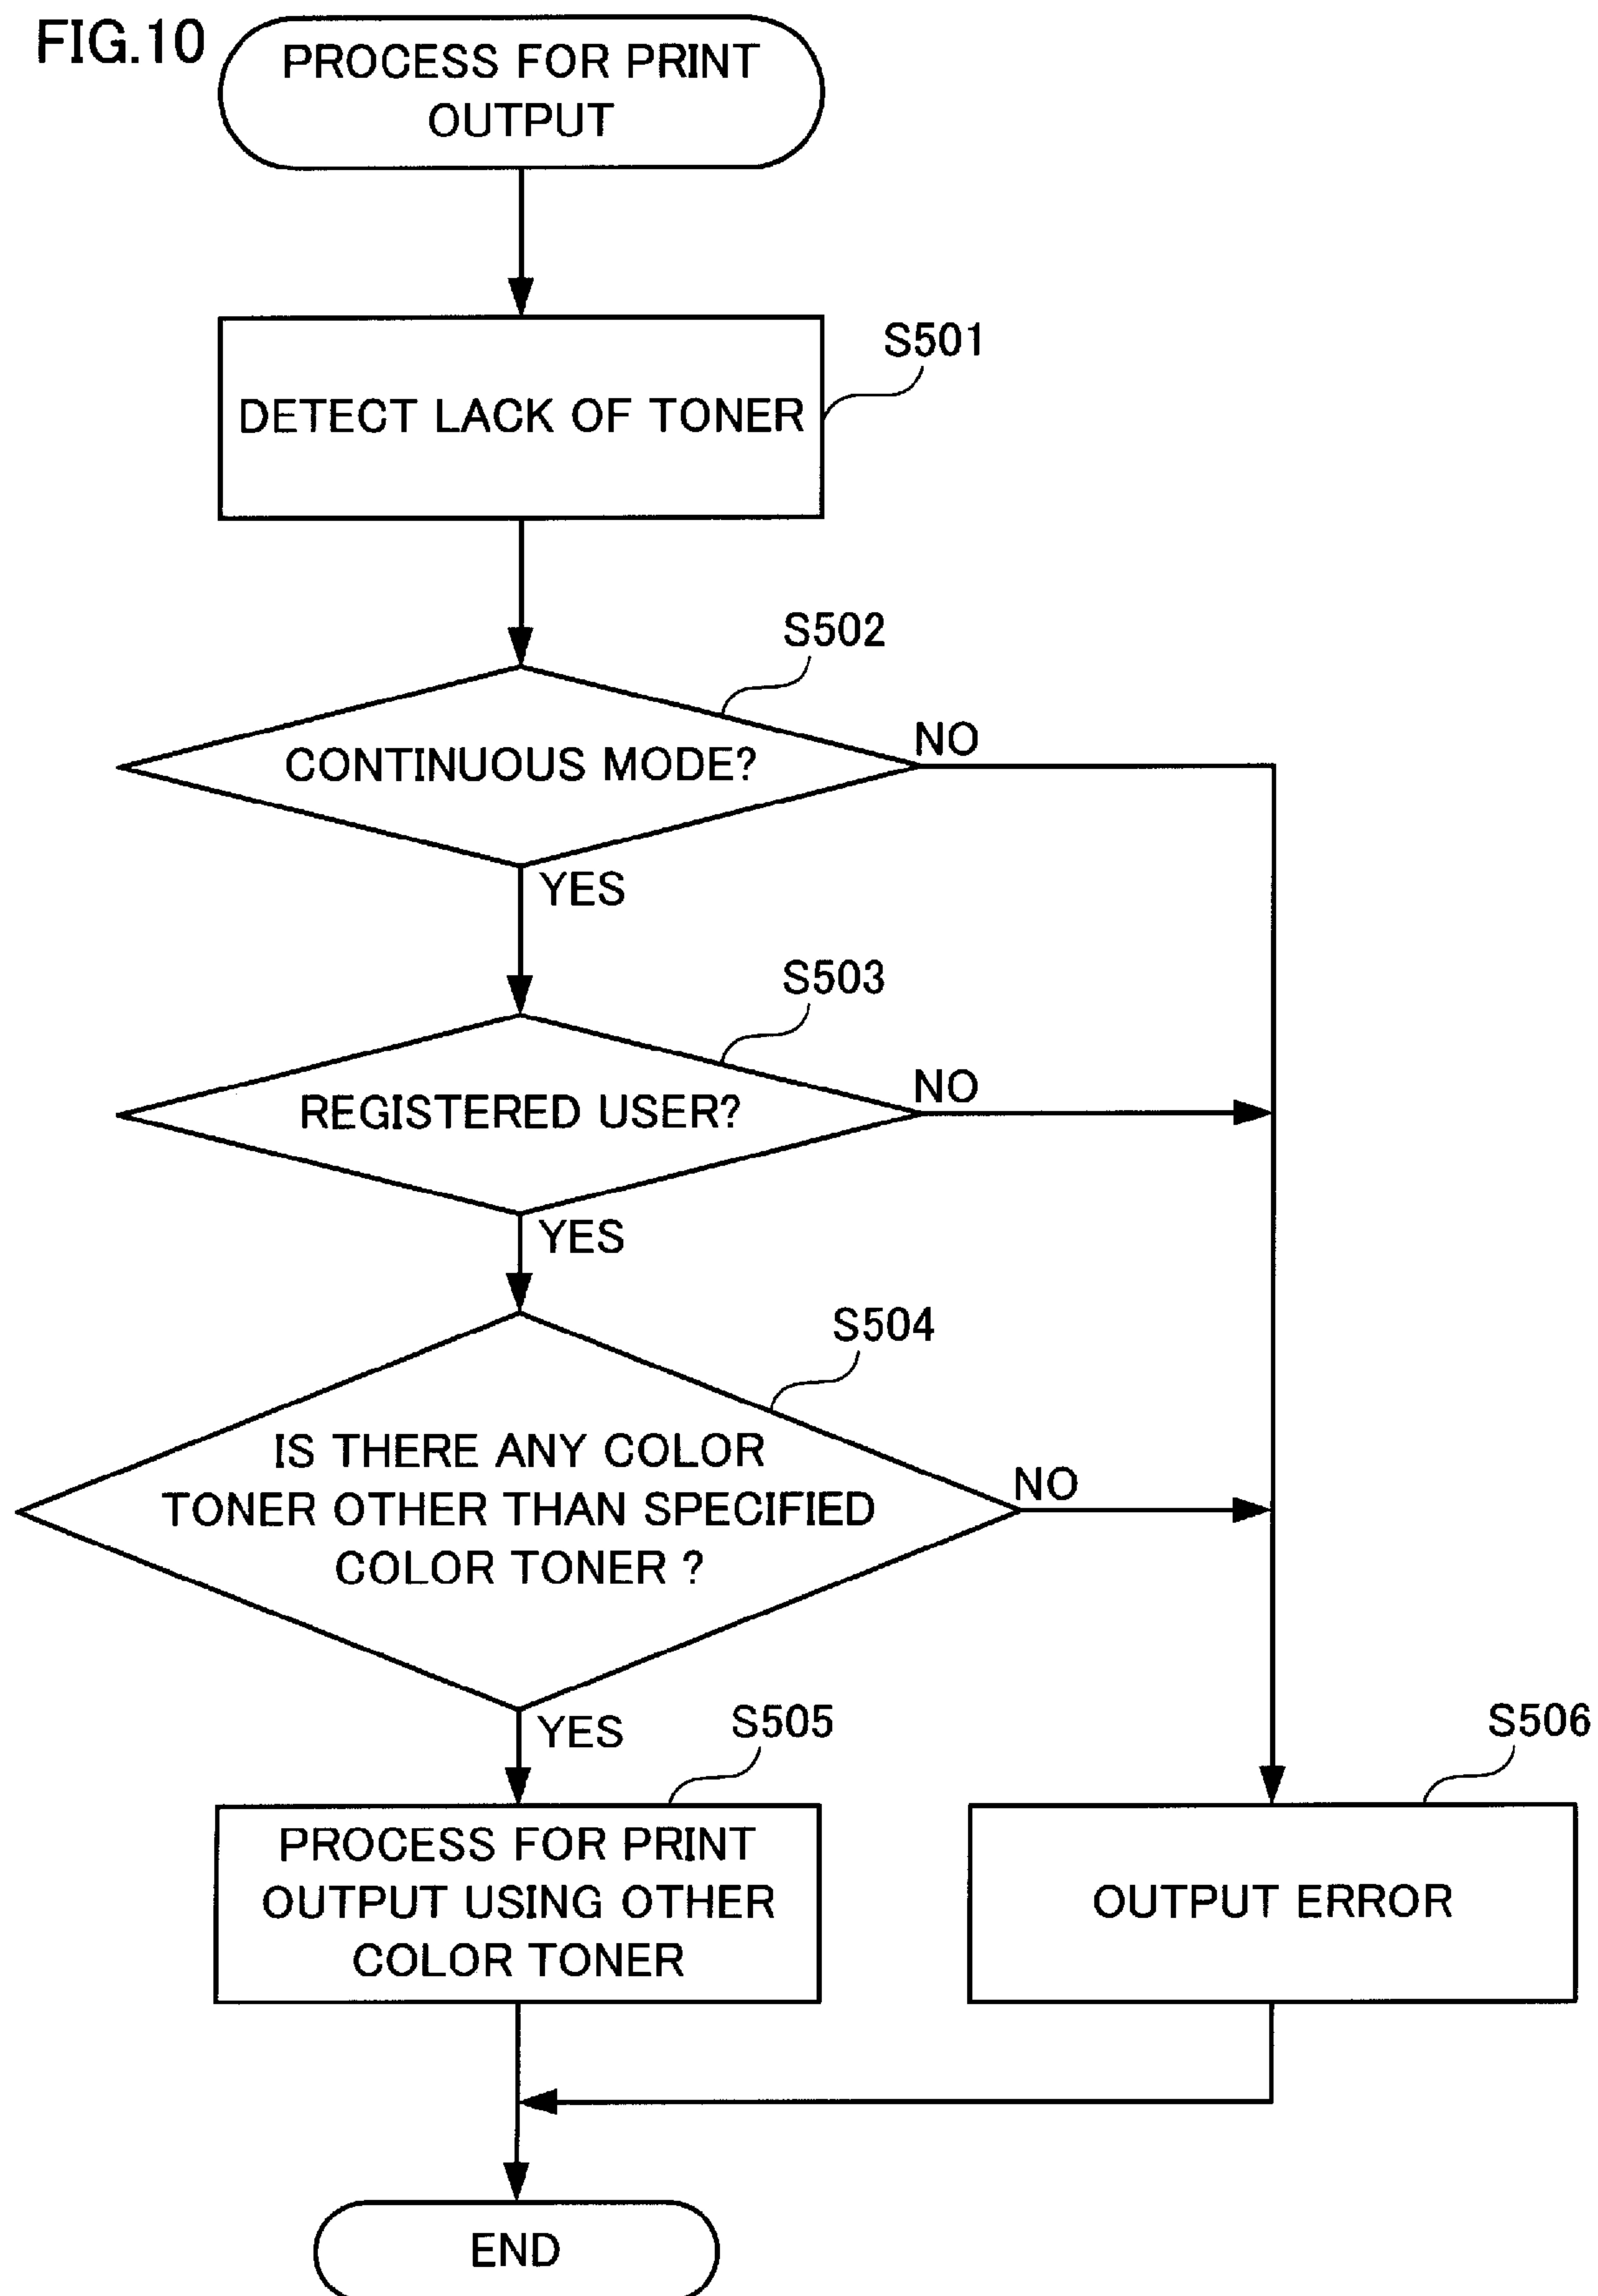 FIG.10
PROCESS FOR PRINT
OUTPUT
S501
DETECT LACK OF TONER
S502
CONTINUOUS MODE?
NO
YES
S503
REGISTERED USER?
NO
YES
S504
IS THERE ANY COLOR
TONER OTHER THAN SPECIFIED
COLOR TONER ?
NO
YES
S505
PROCESS FOR PRINT
OUTPUT USING OTHER
COLOR TONER
S506
OUTPUT ERROR
END